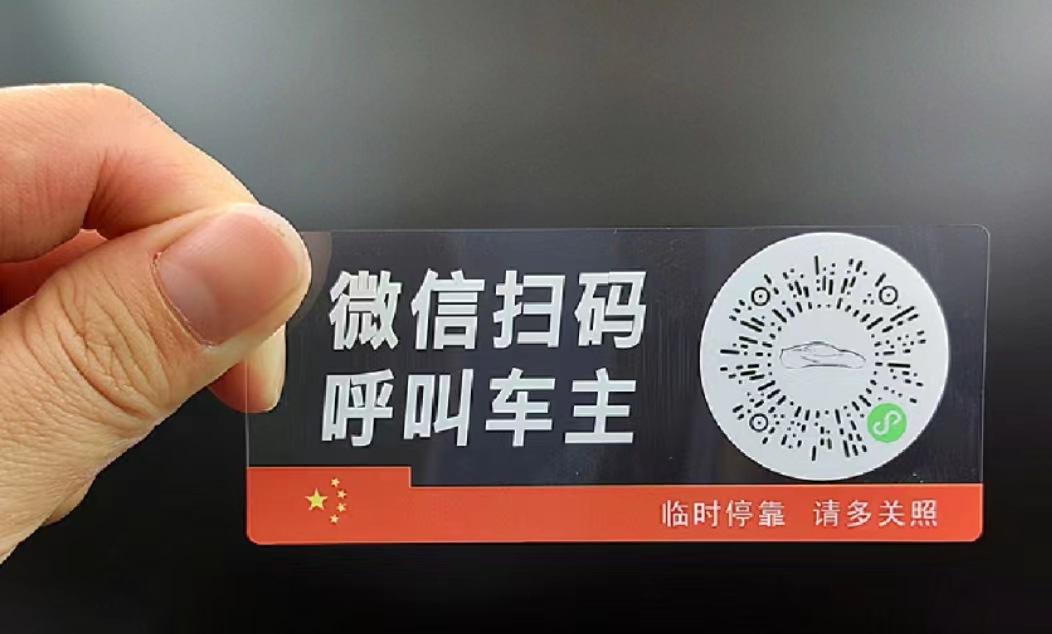 微信扫码
呼叫车主
临时停靠 请多关照